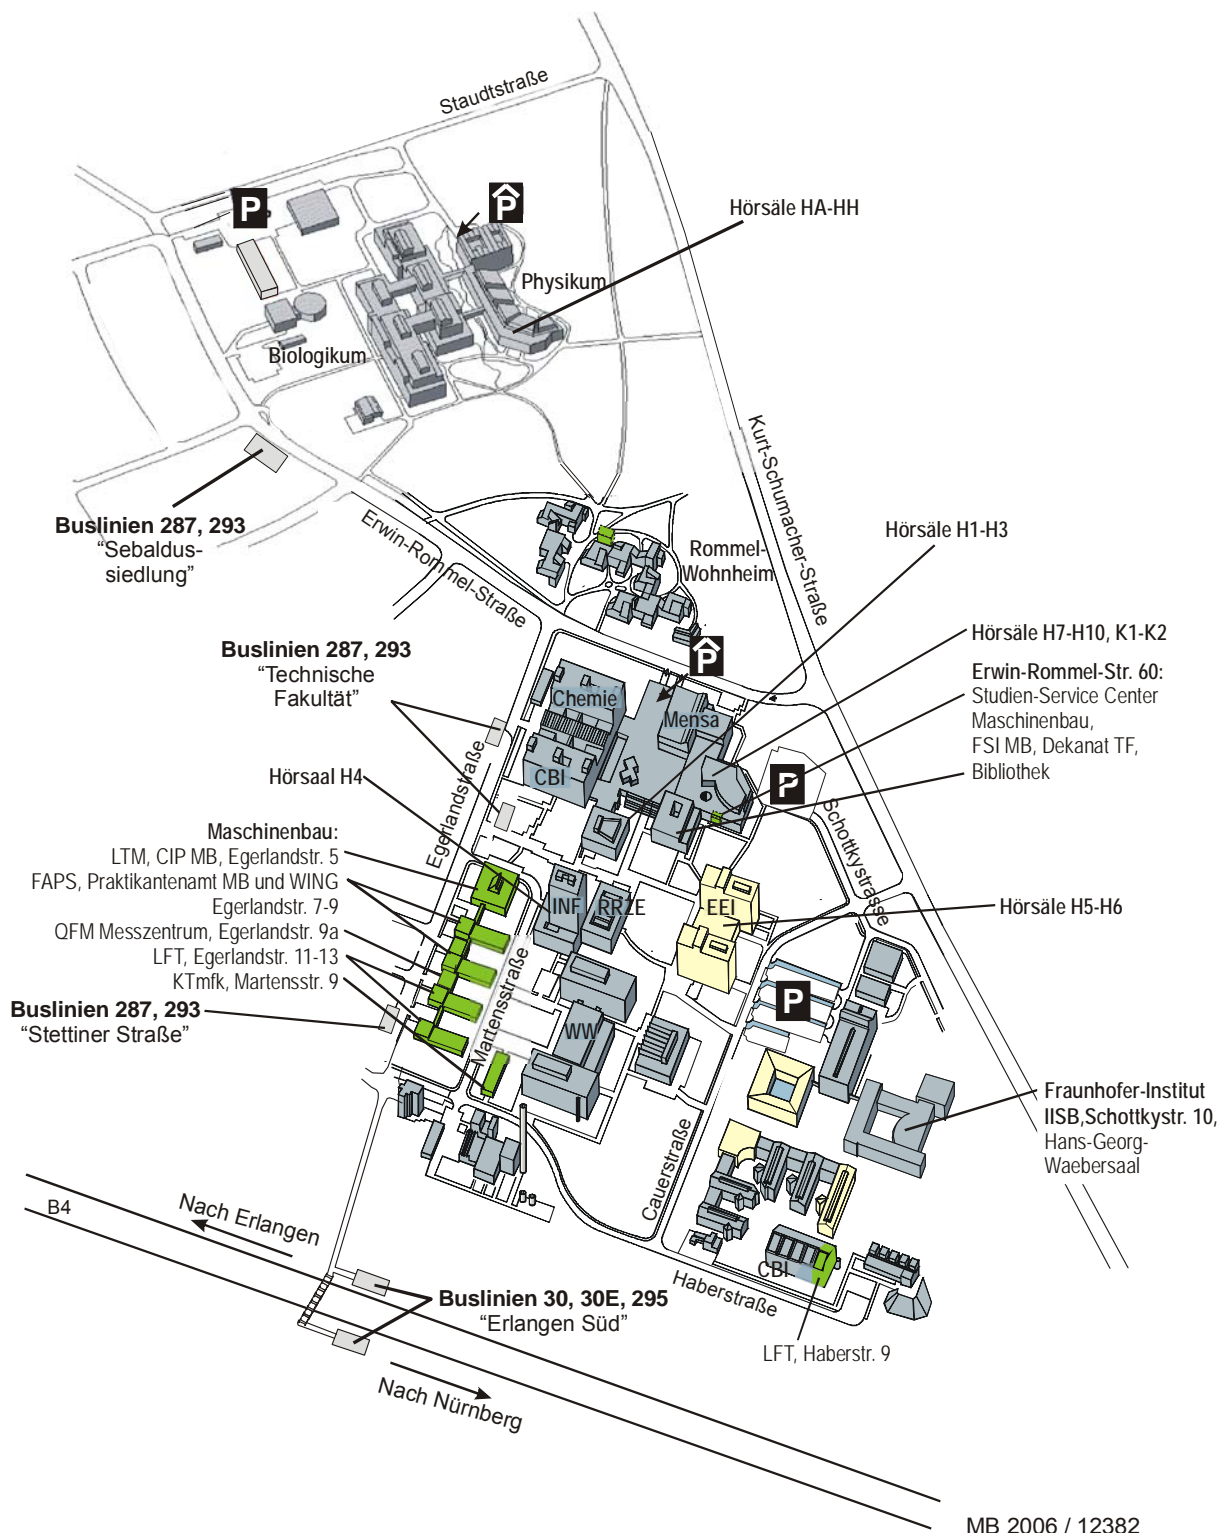 Staudtstraße
P
P
Hörsäle HA-HH
Physikum
Biologikum
Kurt-Schumacher-Straße
Buslinien 287, 293
“Sebaldus-
siedlung”
Erwin-Rommel-Straße
Rommel-
Wohnheim
Hörsäle H1-H3
Buslinien 287, 293
“Technische
Fakultät”
P
Hörsäle H7-H10, K1-K2
Erwin-Rommel-Str. 60:
Studien-Service Center
Maschinenbau,
FSI MB, Dekanat TF,
Bibliothek
Chemie
Mensa
CBI
P
Hörsaal H4
Egerlandstraße
Schottkystrasse
Maschinenbau:
LTM, CIP MB, Egerlandstr. 5
FAPS, Praktikantenamt MB und WING
Egerlandstr. 7-9
QFM Messzentrum, Egerlandstr. 9a
LFT, Egerlandstr. 11-13
KTmfk, Martensstr. 9
INF
RRZE
EEI
Hörsäle H5-H6
Buslinien 287, 293
“Stettiner Straße”
Martensstraße
WW
P
Fraunhofer-Institut
IISB,Schottkystr. 10,
Hans-Georg-
Waebersaal
Cauerstraße
B4
Nach Erlangen
CBI
Haberstraße
Buslinien 30, 30E, 295
“Erlangen Süd”
LFT, Haberstr. 9
Nach Nürnberg
MB 2006 / 12382